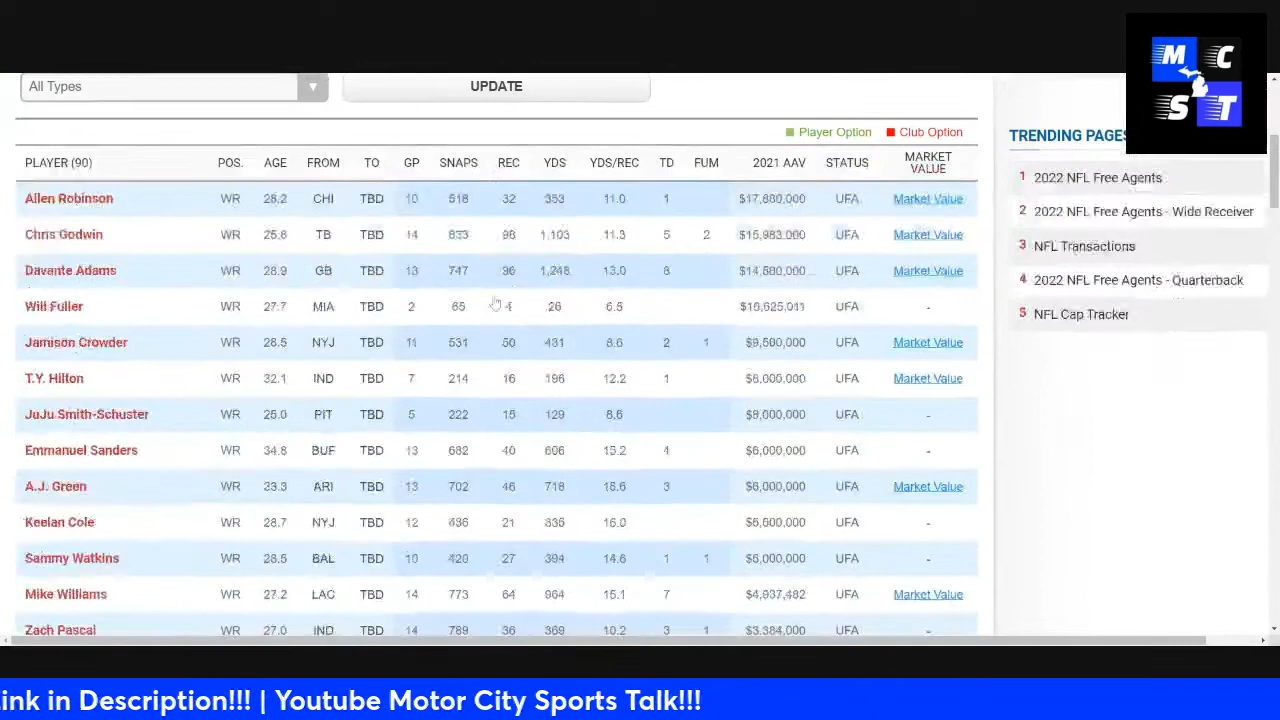 All Types
UPDATE
M C
S T
Player Option Club Option
PLAYER (90) POS. AGE FROM TO GP SNAPS REC YDS YDS/REC TD FUM 2021 AAV STATUS MARKET VALUE
Allen Robinson WR 28.2 CHI TBD 10 518 32 353 11.0 1 $17,880,000 UFA Market Value
Chris Godwin WR 25.8 TB TBD 14 833 98 1,103 11.3 5 2 $15,983,000 UFA Market Value
Davante Adams WR 28.9 GB TBD 13 747 96 1,248 13.0 8 $14,500,000 UFA Market Value
Will Fuller WR 27.7 MIA TBD 2 65 4 26 6.5 $10,625,011 UFA -
Jamison Crowder WR 28.5 NYJ TBD 11 531 50 431 8.6 2 1 $9,500,000 UFA Market Value
T.Y. Hilton WR 32.1 IND TBD 7 214 16 196 12.2 1 $8,000,000 UFA Market Value
JuJu Smith-Schuster WR 25.0 PIT TBD 5 222 15 129 8.6 $8,000,000 UFA -
Emmanuel Sanders WR 34.8 BUF TBD 13 682 40 606 15.2 4 $6,000,000 UFA -
A.J. Green WR 33.3 ARI TBD 13 702 46 718 15.6 3 $6,000,000 UFA Market Value
Keelan Cole WR 28.7 NYJ TBD 12 436 21 336 16.0 $5,500,000 UFA -
Sammy Watkins WR 28.5 BAL TBD 10 420 27 394 14.6 1 1 $5,000,000 UFA -
Mike Williams WR 27.2 LAC TBD 14 773 64 964 15.1 7 $4,937,482 UFA Market Value
Zach Pascal WR 27.0 IND TBD 14 789 36 369 10.2 3 1 $3,384,000 UFA -
TRENDING PAGES
1 2022 NFL Free Agents
2 2022 NFL Free Agents - Wide Receiver
3 NFL Transactions
4 2022 NFL Free Agents - Quarterback
5 NFL Cap Tracker
ink in Description!!! | Youtube Motor City Sports Talk!!!